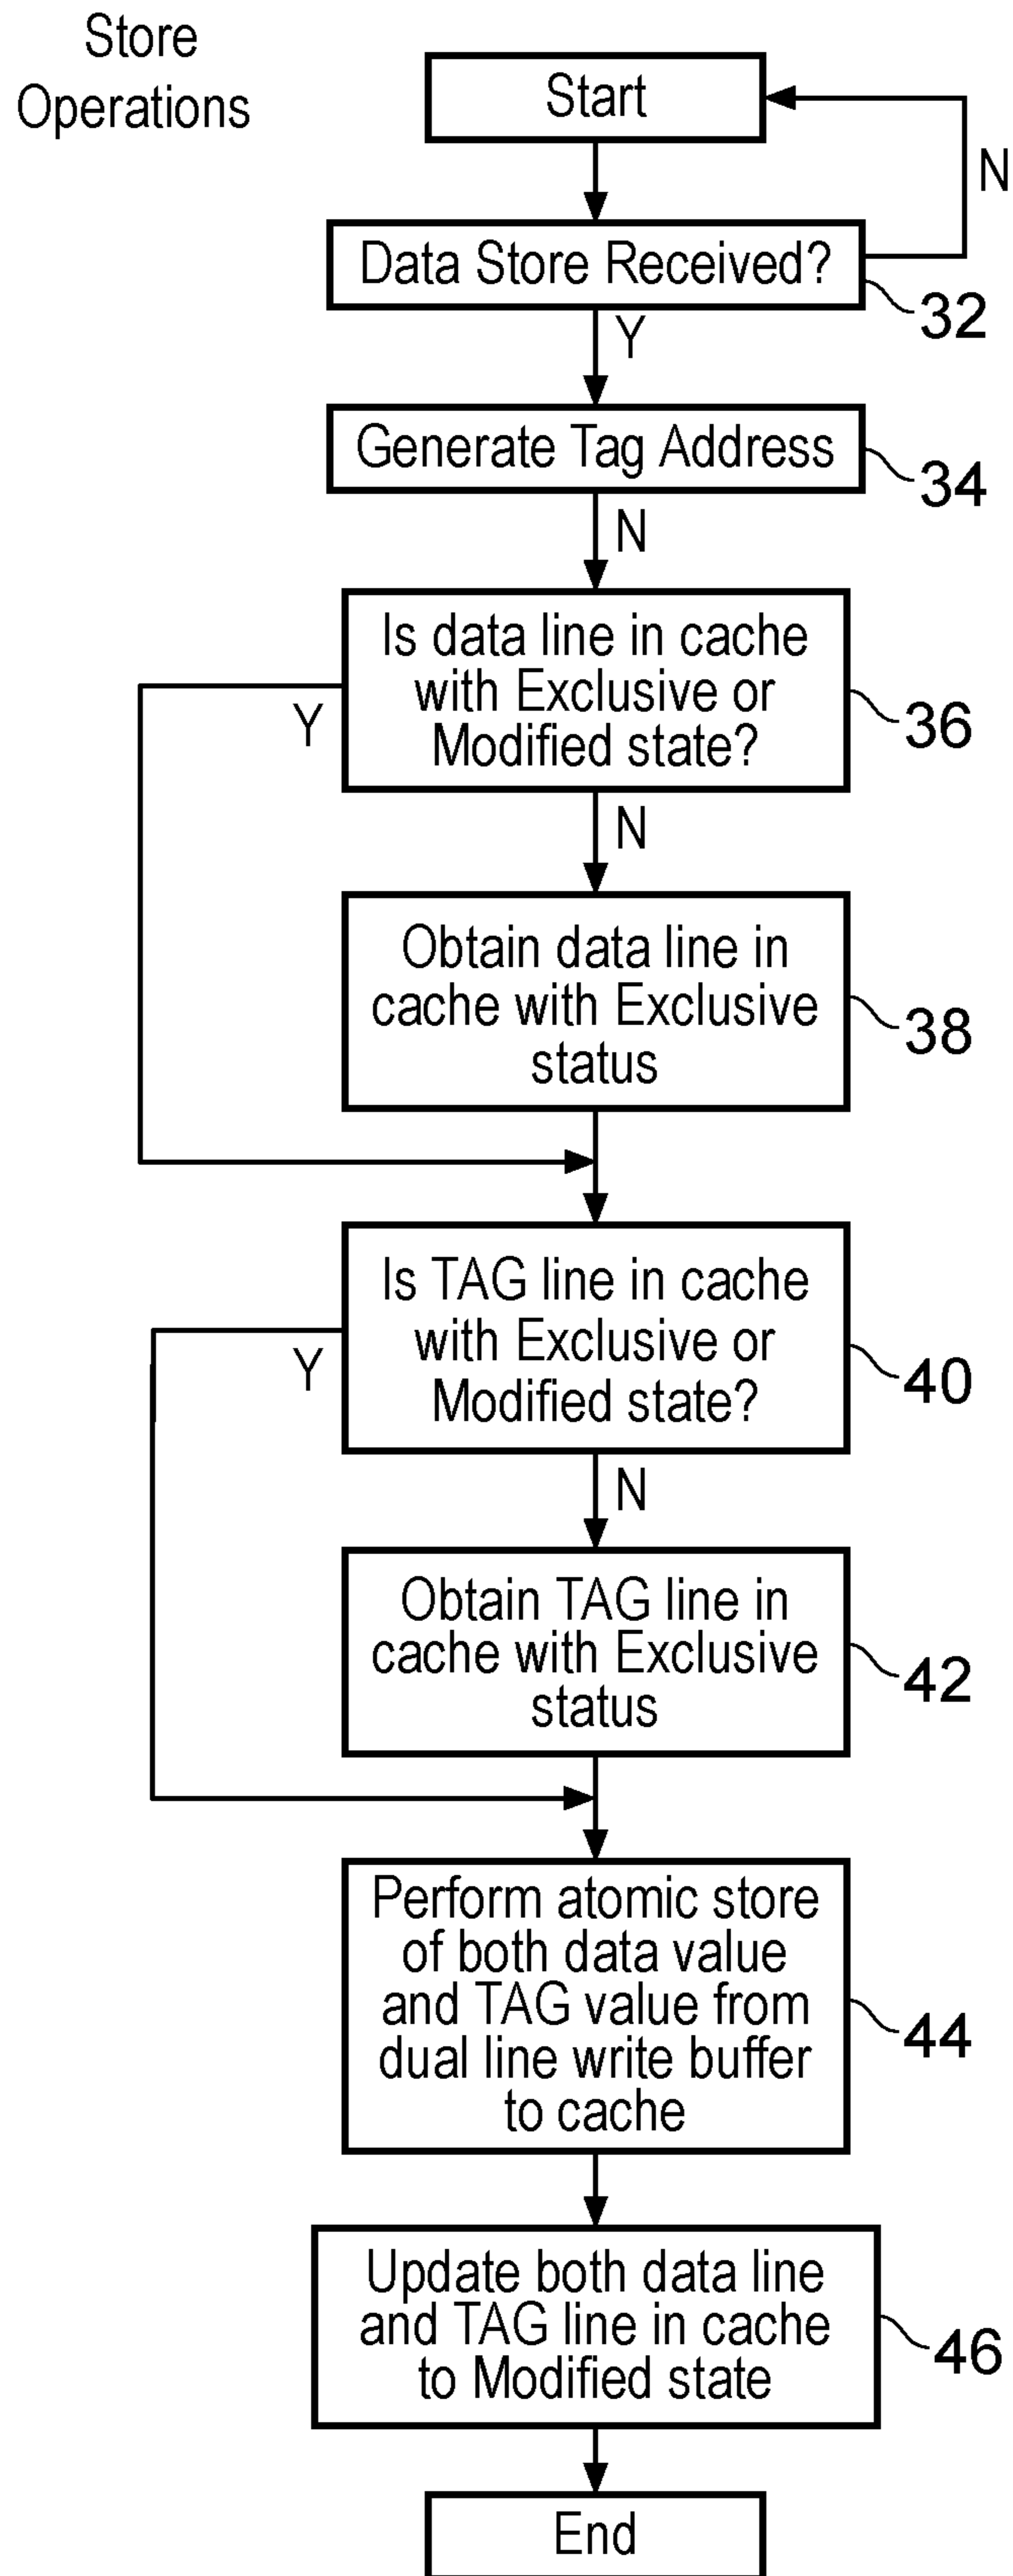 Store
Operations
Start
N
Data Store Received?
32
Y
Generate Tag Address
34
N
Is data line in cache
with Exclusive or
Modified state?
Y
36
N
Obtain data line in
cache with Exclusive
status
38
Is TAG line in cache
with Exclusive or
Modified state?
Y
40
N
Obtain TAG line in
cache with Exclusive
status
42
Perform atomic store
of both data value
and TAG value from
dual line write buffer
to cache
44
Update both data line
and TAG line in cache
to Modified state
46
End